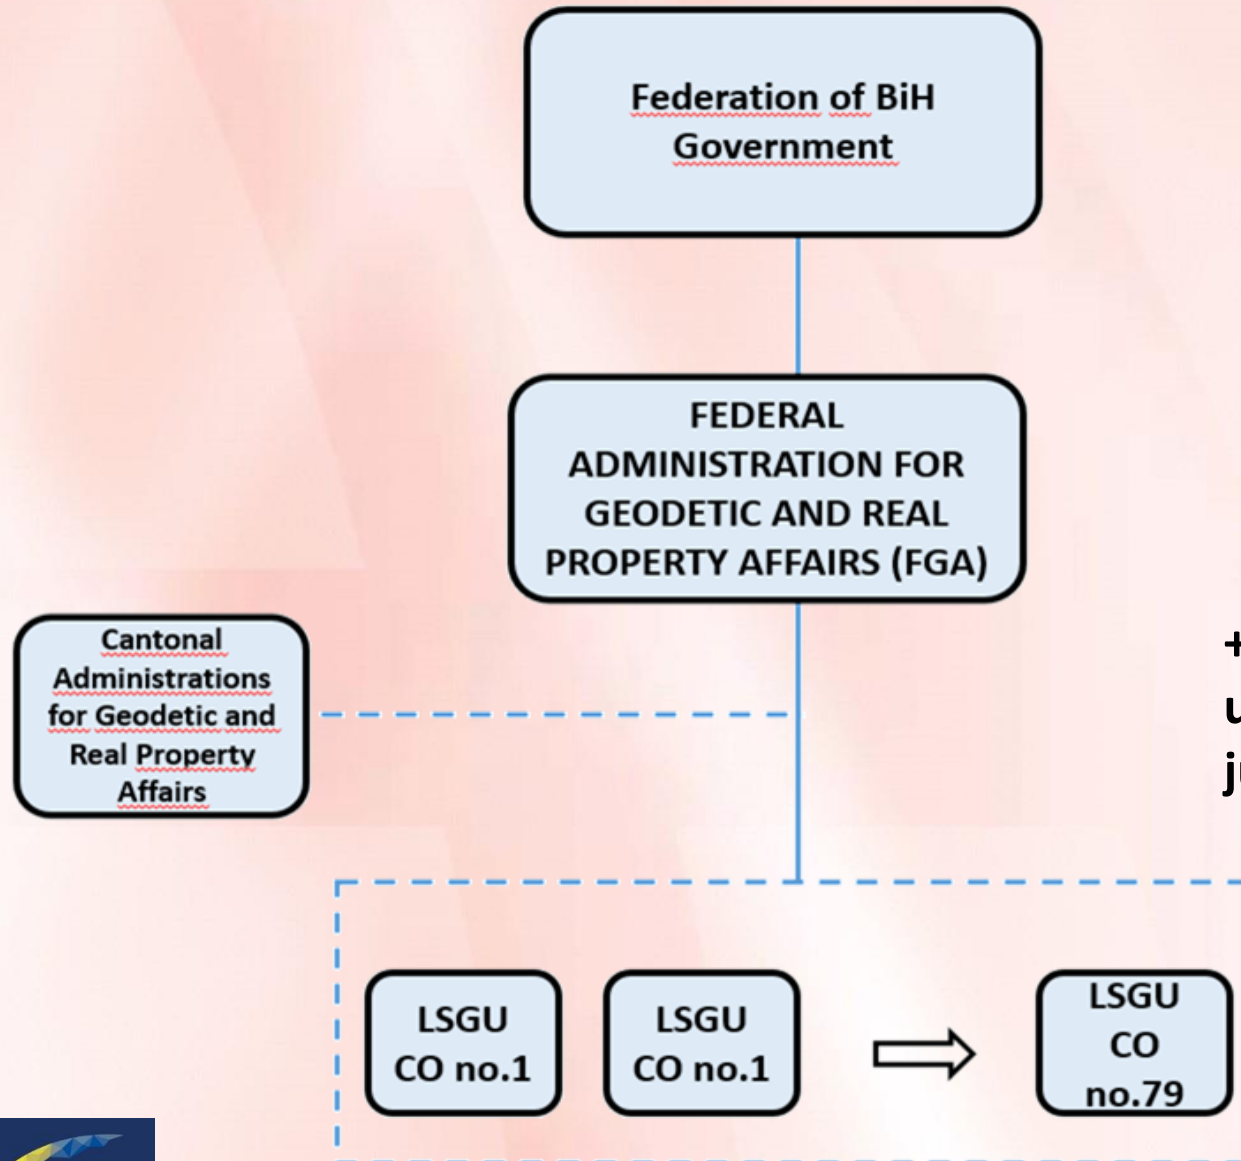 Federation of BiH
Government
FEDERAL
ADMINISTRATION FOR
GEODETIC AND REAL
PROPERTY AFFAIRS (FGA)
Cantonal
Administrations
for Geodetic and
Real Property
Affairs
+
LSGU
CO no.1
LSGU
CO no.1
LSGU
CO
no.79